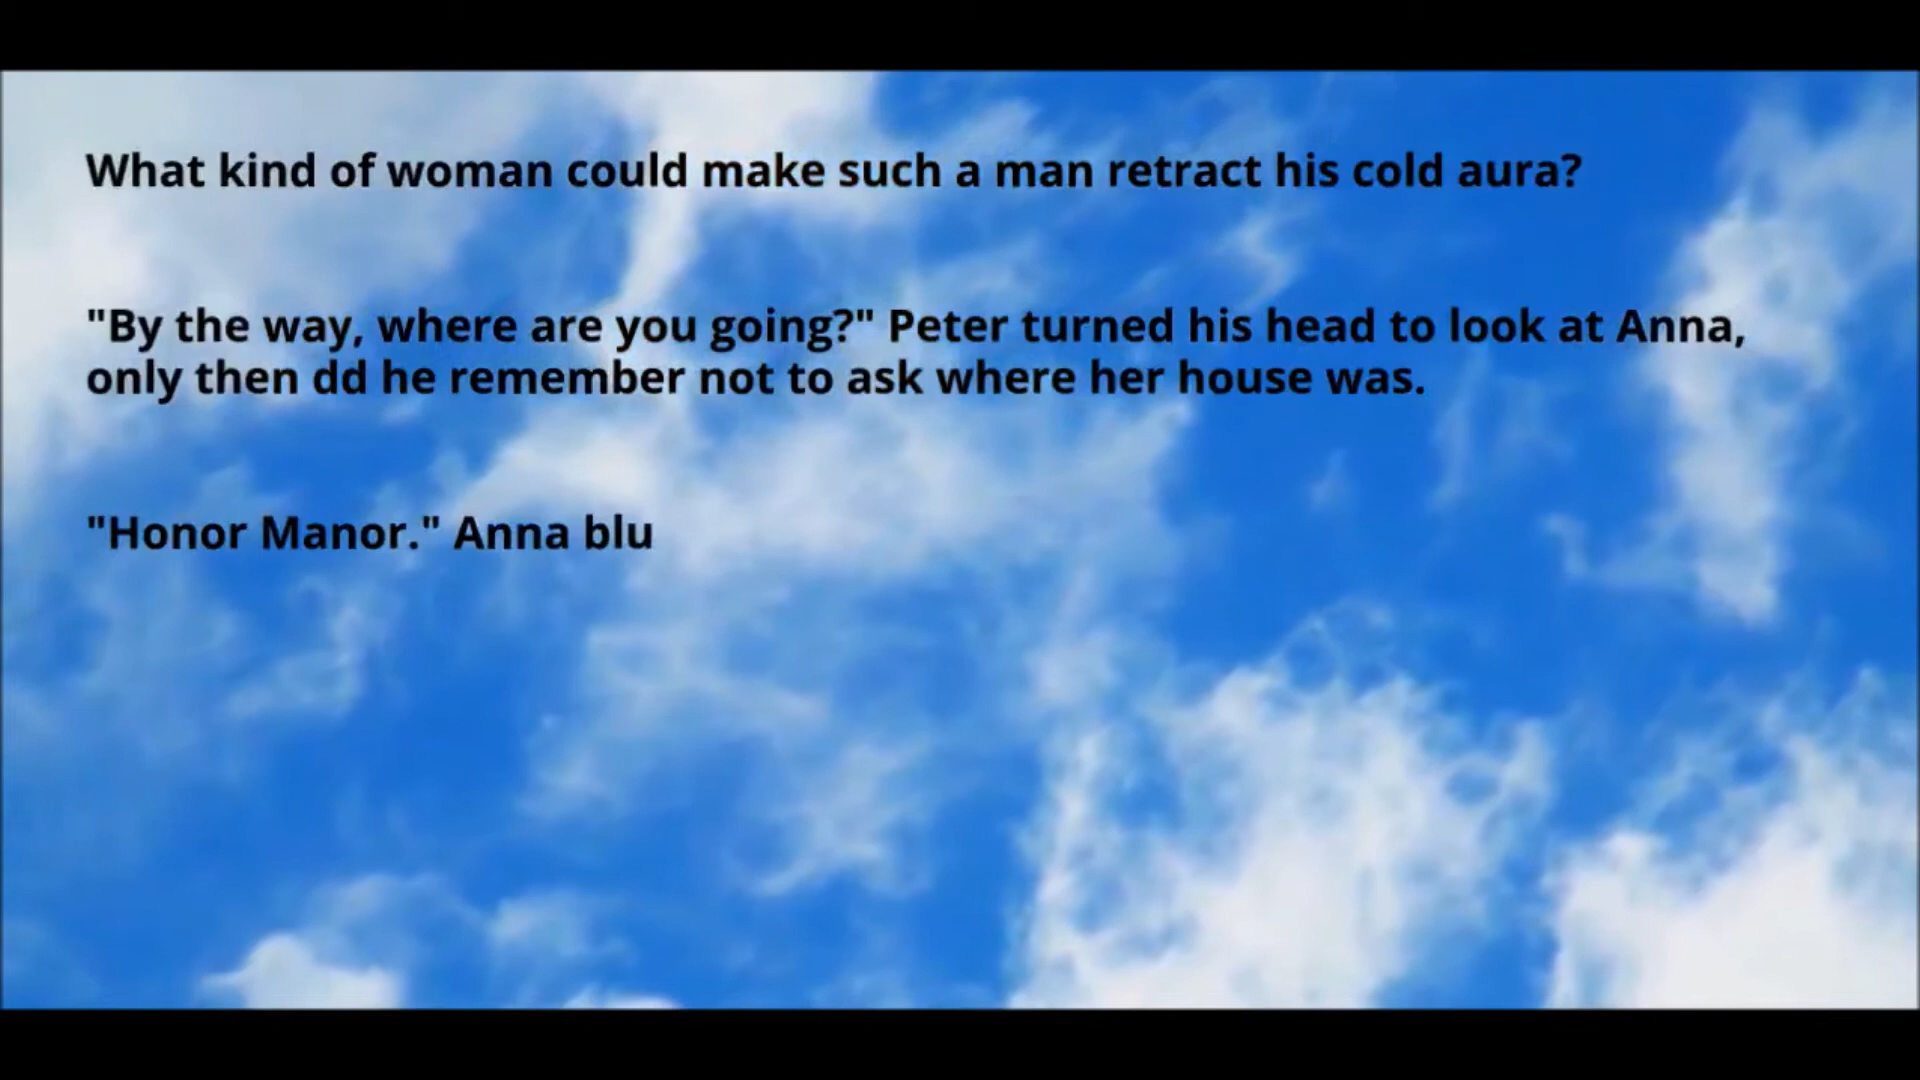 What kind of woman could make such a man retract his cold aura?
"By the way, where are you going?" Peter turned his head to look at Anna,
only then dd he remember not to ask where her house was.
"Honor Manor." Anna blu